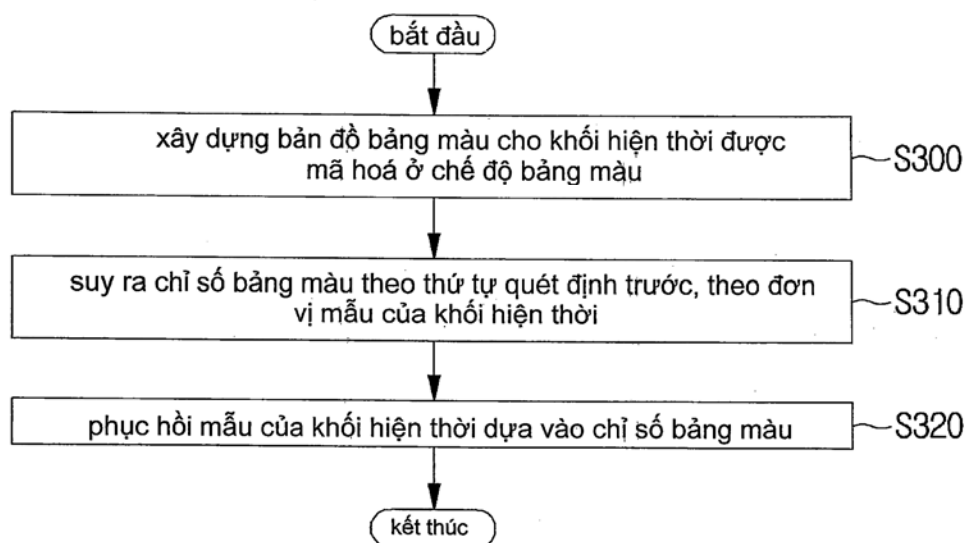 bắt đầu
xây dựng bản đồ bảng màu cho khối hiện thời được
mã hoá ở chế độ bảng màu
S300
suy ra chỉ số bảng màu theo thứ tự quét định trước, theo đơn
vị mẫu của khối hiện thời
S310
phục hồi mẫu của khối hiện thời dựa vào chỉ số bảng màu
S320
kết thúc